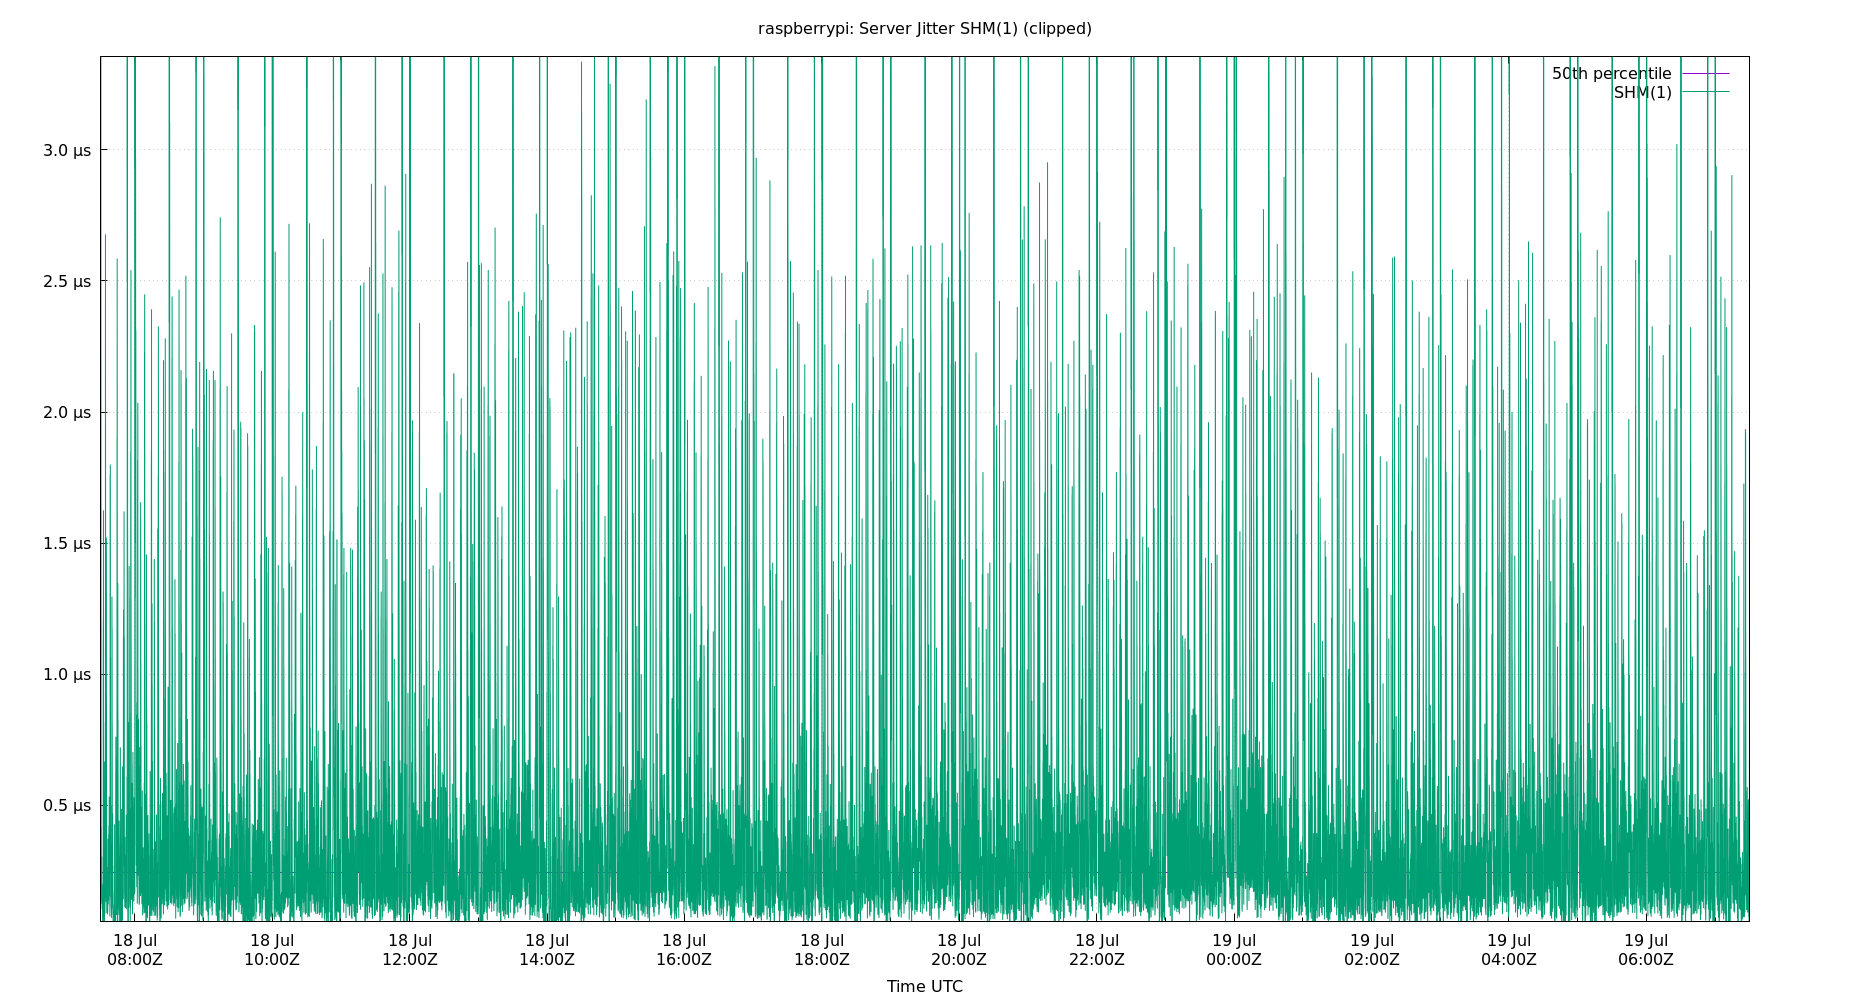 raspberrypi: Server Jitter SHM(1) (clipped)
50th percentile
SHM(1)
3.0 µs
2.5 µs
2.0 µs
1.5 µs
1.0 µs
0.5 µs
18 Jul 18 Jul 18 Jul 18 Jul 18 Jul 18 Jul 18 Jul 18 Jul 19 Jul 19 Jul 19 Jul 19 Jul
08:00Z 10:00Z 12:00Z 14:00Z 16:00Z 18:00Z 20:00Z 22:00Z 00:00Z 02:00Z 04:00Z 06:00Z
Time UTC